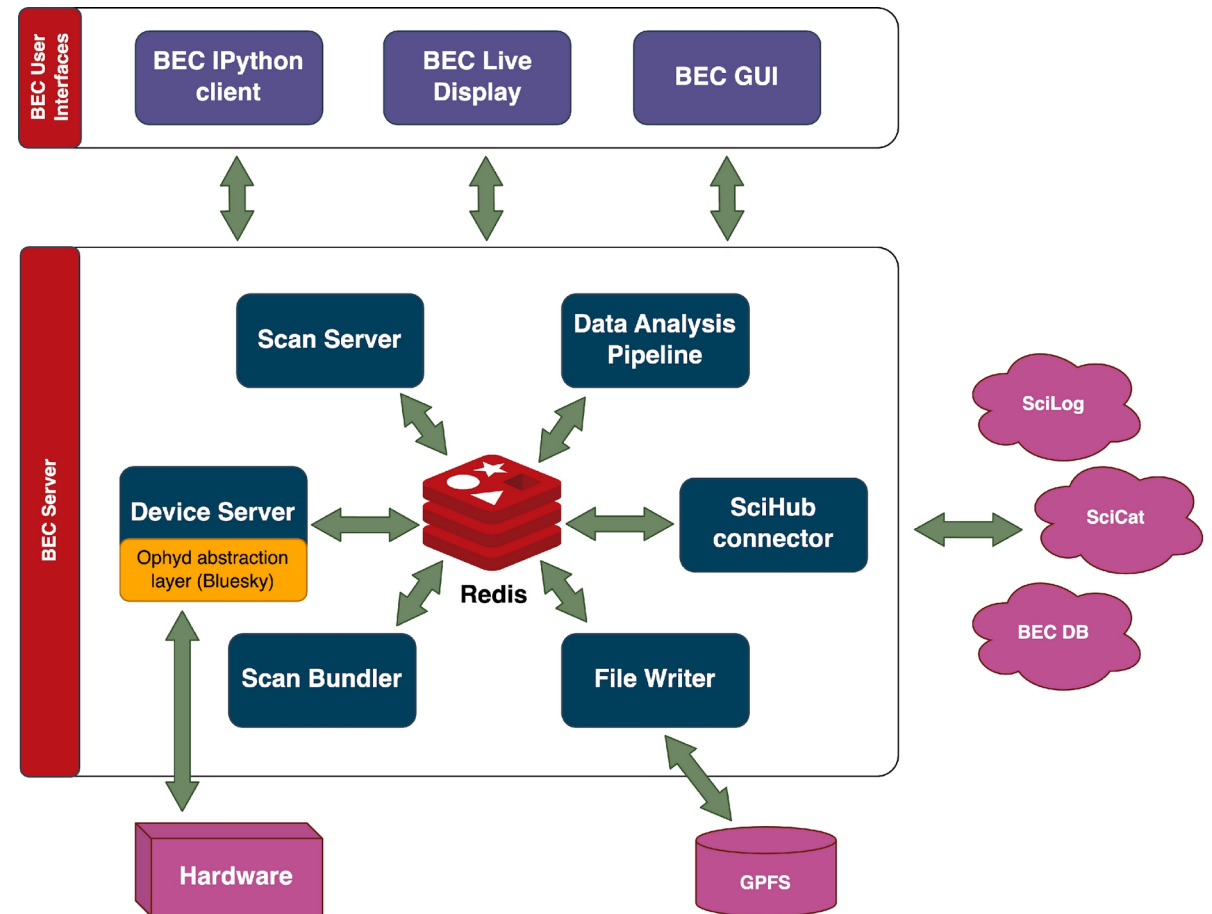 BEC User
Interfaces
BEC IPython
client
BEC Live
Display
BEC GUI
BEC Server
Scan Server
Data Analysis
Pipeline
SciLog
Device Server
Ophyd abstraction
layer (Bluesky)
Redis
SciHub
connector
SciCat
Scan Bundler
File Writer
BEC DB
Hardware
GPFS